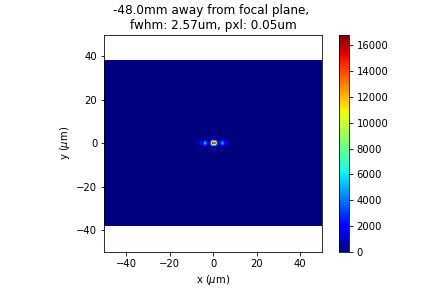 -48.0mm away from focal plane,
fwhm: 2.57um, pxl: 0.05um
40
20
0
−20
−40
y (μm)
−40 −20 0 20 40
x (μm)
16000
14000
12000
10000
8000
6000
4000
2000
0